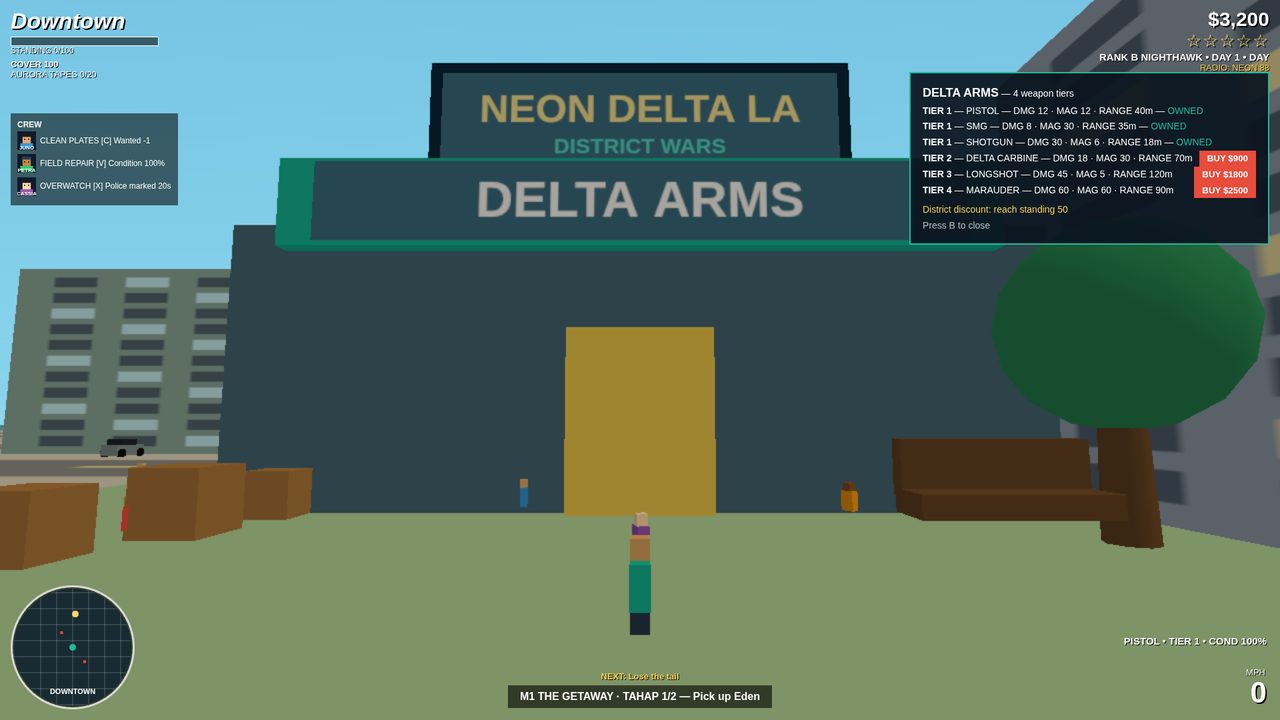 Downtown
STANDING 0/100
COVER 100
AURORA TAPES 0/20
CREW
JUNO
CLEAN PLATES [C] Wanted -1
PETRA
FIELD REPAIR [V] Condition 100%
CASSIA
OVERWATCH [X] Police marked 20s
NEON DELTA LA
DISTRICT WARS
DELTA ARMS
$3,200
☆☆☆☆☆
RANK B NIGHTHAWK • DAY 1 • DAY
RADIO: NEON 88
DELTA ARMS — 4 weapon tiers
TIER 1 — PISTOL — DMG 12 · MAG 12 · RANGE 40m — OWNED
TIER 1 — SMG — DMG 8 · MAG 30 · RANGE 35m — OWNED
TIER 1 — SHOTGUN — DMG 30 · MAG 6 · RANGE 18m — OWNED
TIER 2 — DELTA CARBINE — DMG 18 · MAG 30 · RANGE 70m BUY $900
TIER 3 — LONGSHOT — DMG 45 · MAG 5 · RANGE 120m BUY $1800
TIER 4 — MARAUDER — DMG 60 · MAG 60 · RANGE 90m BUY $2500
District discount: reach standing 50
Press B to close
DOWNTOWN
NEXT: Lose the tail
M1 THE GETAWAY · TAHAP 1/2 — Pick up Eden
PISTOL • TIER 1 • COND 100%
MPH
0